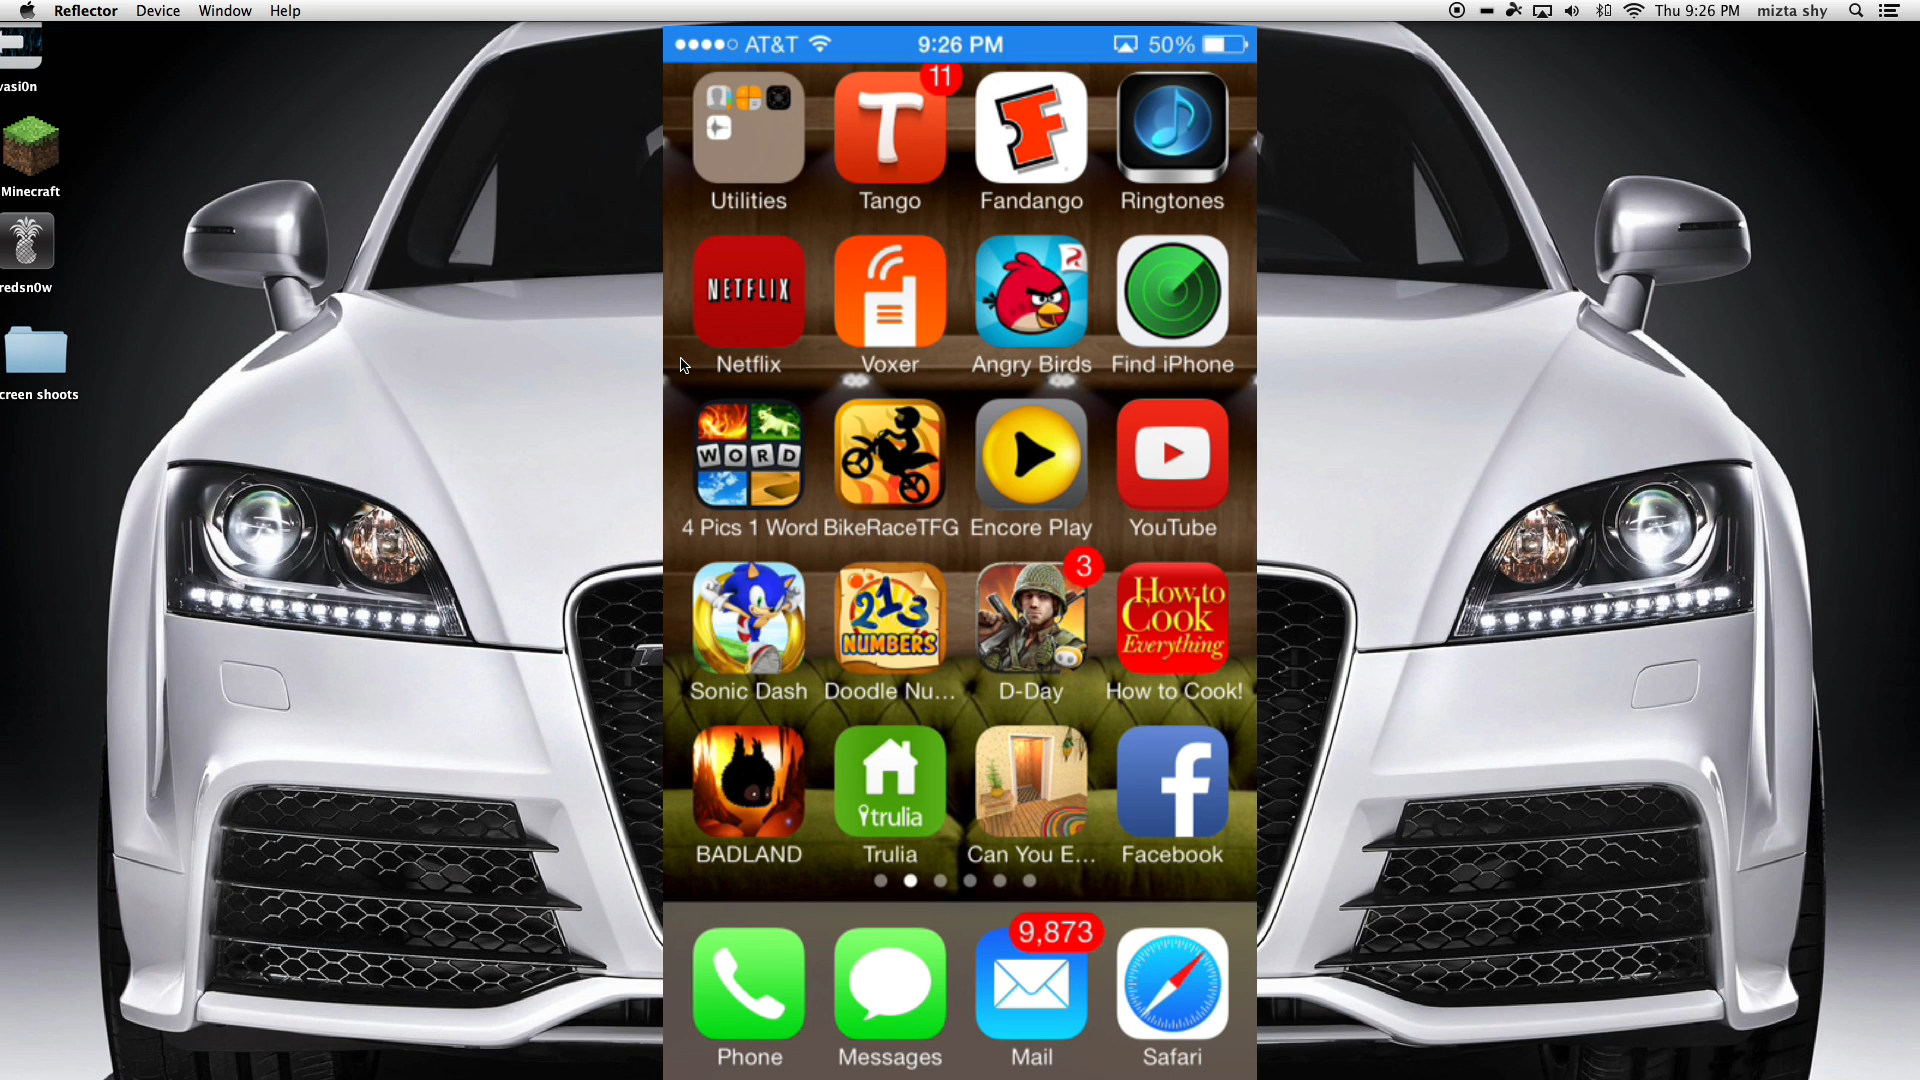 Reflector Device Window Help Thu 9:26 PM mizta shy
AT&T 9:26 PM 50%
vasi0n
Minecraft
redsn0w
creen shoots
11
T
Utilities Tango Fandango Ringtones
NETFLIX
Netflix Voxer Angry Birds Find iPhone
WORD
4 Pics 1 Word BikeRaceTFG Encore Play YouTube
3
213
NUMBERS
How to
Cook
Everything
Sonic Dash Doodle Nu... D-Day How to Cook!
trulia
f
BADLAND Trulia Can You E... Facebook
9,873
Phone Messages Mail Safari